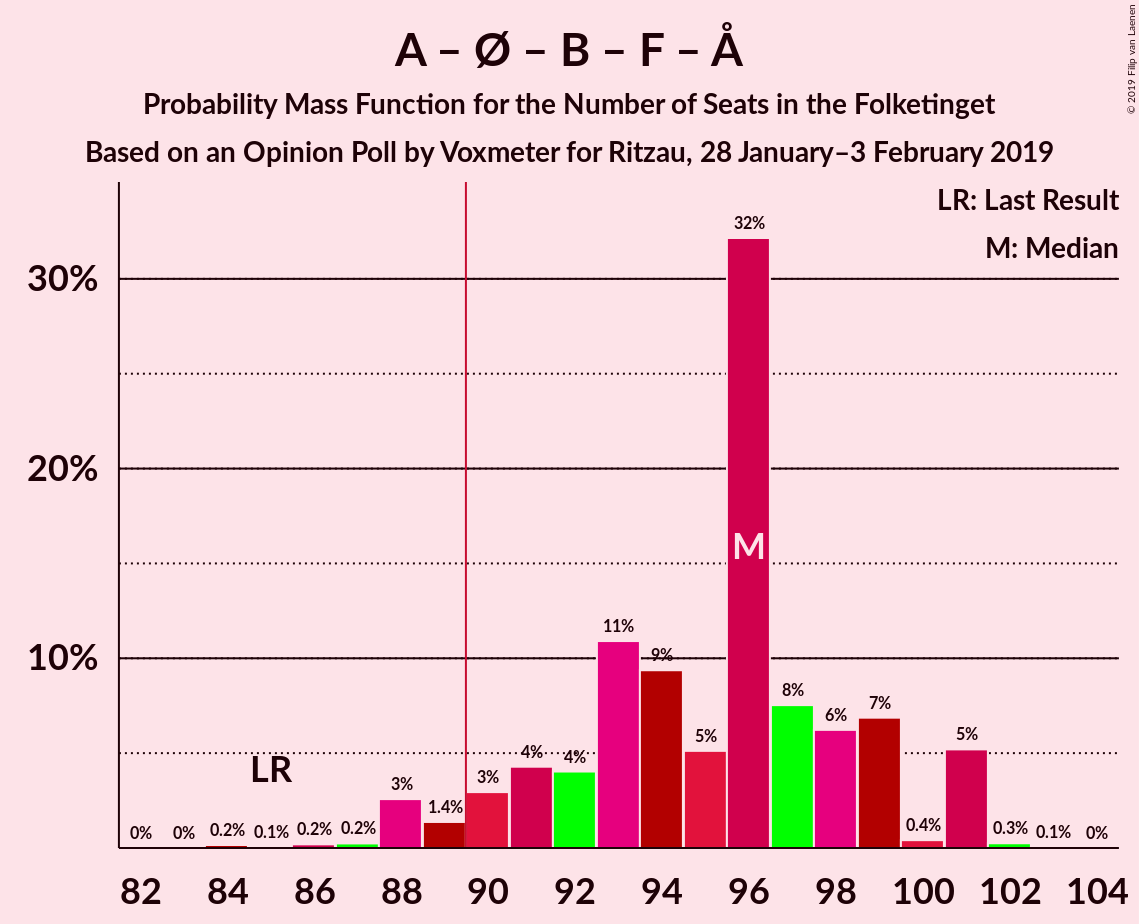 A – Ø – B – F – Å
Probability Mass Function for the Number of Seats in the Folketinget
Based on an Opinion Poll by Voxmeter for Ritzau, 28 January–3 February 2019
© 2019 Filip van Laenen
LR: Last Result
M: Median
30%
20%
10%
0% 0% 0.2% 0.1% 0.2% 0.2% 3% 1.4% 3% 4% 4% 11% 9% 5% 32% 8% 6% 7% 0.4% 5% 0.3% 0.1% 0%
LR
M
82 84 86 88 90 92 94 96 98 100 102 104